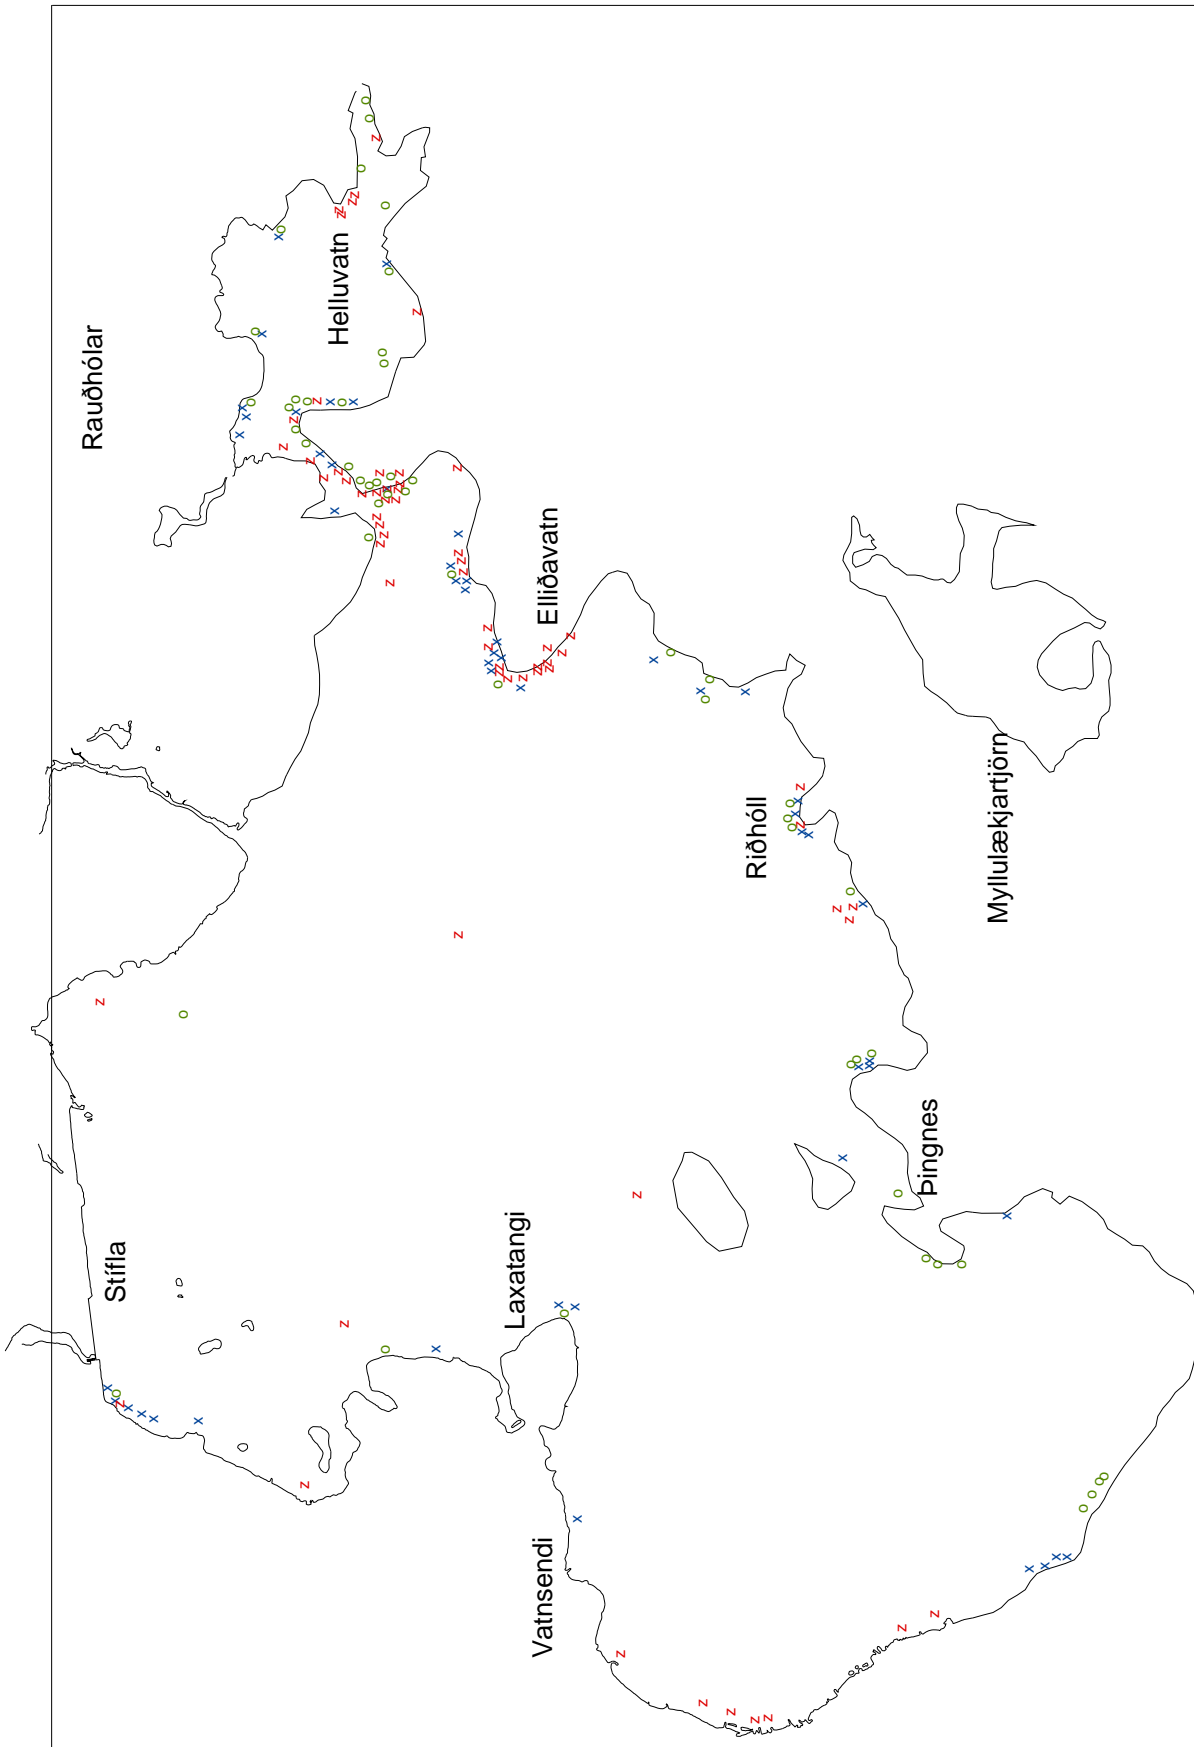 Stífla
Rauðhólar
Helluvatn
Vatnsendi
Laxatangi
Elliðavatn
Riðhóll
Þingnes
Myllulækjartjörn